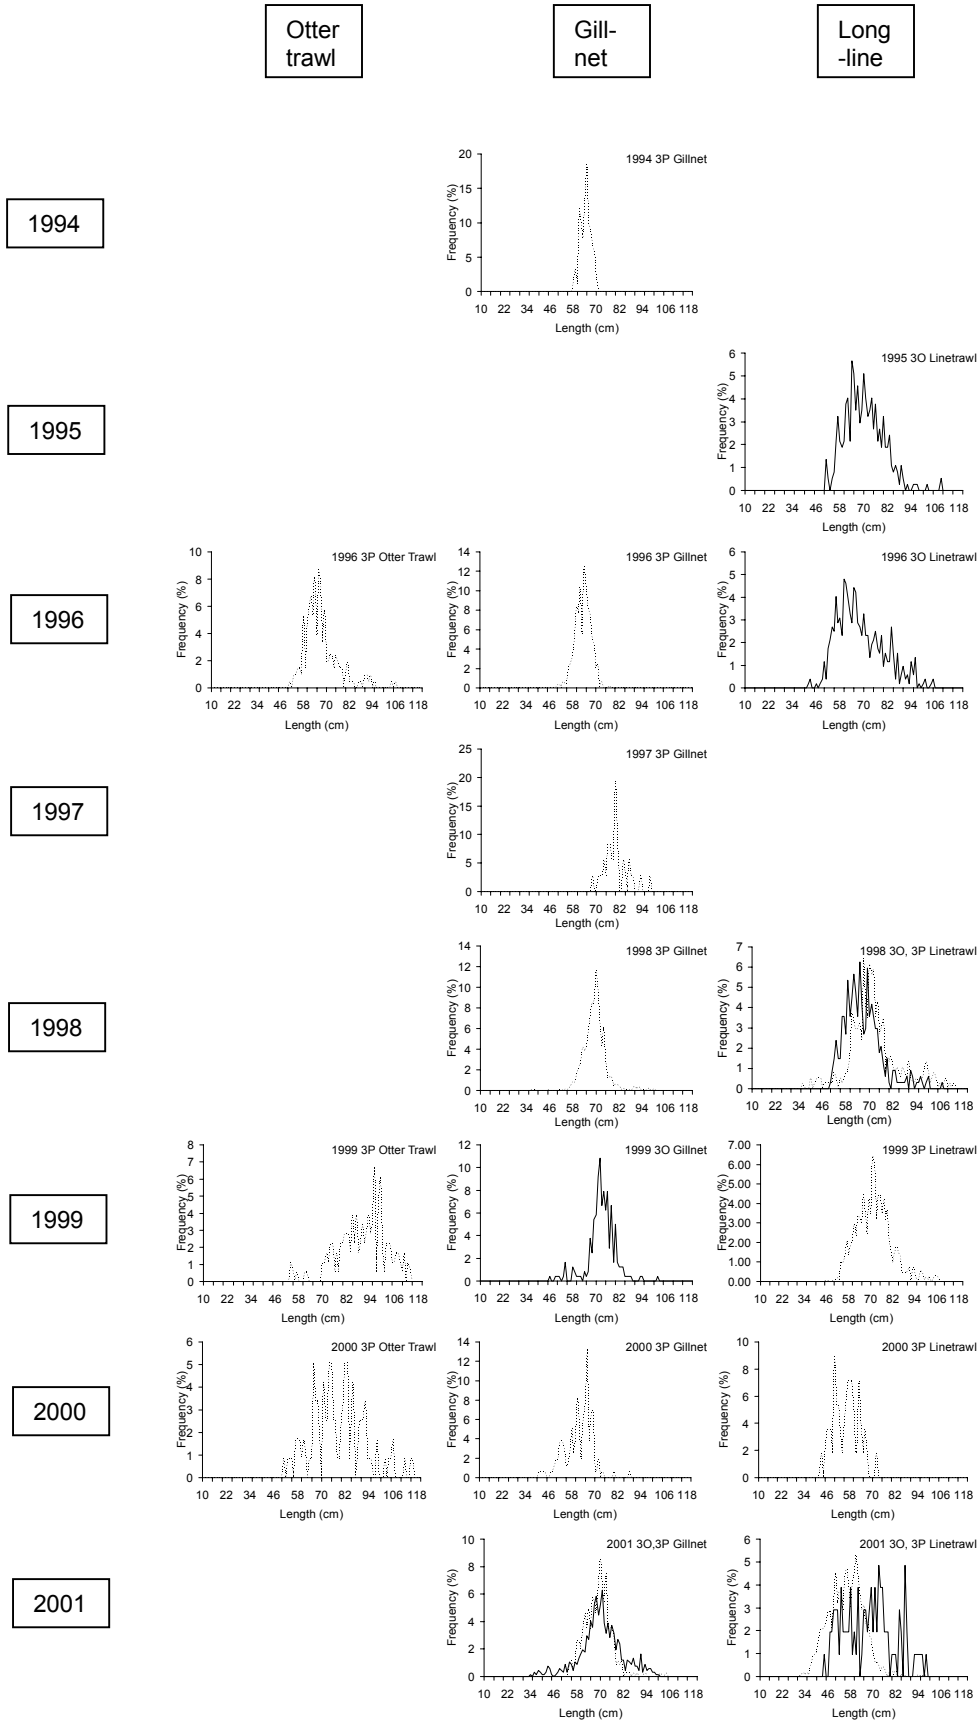 Otter
trawl
Gill-
net
Long
-line
1994
1994 3P Gillnet
Frequency (%)
20
15
10
5
0
10 22 34 46 58 70 82 94 106 118
Length (cm)
1995
1995 3O Linetrawl
Frequency (%)
6
5
4
3
2
1
0
10 22 34 46 58 70 82 94 106 118
Length (cm)
1996
1996 3P Otter Trawl
Frequency (%)
10
8
6
4
2
0
10 22 34 46 58 70 82 94 106 118
Length (cm)
1996 3P Gillnet
Frequency (%)
14
12
10
8
6
4
2
0
10 22 34 46 58 70 82 94 106 118
Length (cm)
1996 3O Linetrawl
Frequency (%)
6
5
4
3
2
1
0
10 22 34 46 58 70 82 94 106 118
Length (cm)
1997
1997 3P Gillnet
Frequency (%)
25
20
15
10
5
0
10 22 34 46 58 70 82 94 106 118
Length (cm)
1998
1998 3P Gillnet
Frequency (%)
14
12
10
8
6
4
2
0
10 22 34 46 58 70 82 94 106 118
Length (cm)
1998 3O, 3P Linetrawl
Frequency (%)
7
6
5
4
3
2
1
0
10 22 34 46 58 70 82 94 106 118
Length (cm)
1999
1999 3P Otter Trawl
Frequency (%)
8
7
6
5
4
3
2
1
0
10 22 34 46 58 70 82 94 106 118
Length (cm)
1999 3O Gillnet
Frequency (%)
12
10
8
6
4
2
0
10 22 34 46 58 70 82 94 106 118
Length (cm)
1999 3P Linetrawl
Frequency (%)
7.00
6.00
5.00
4.00
3.00
2.00
1.00
0.00
10 22 34 46 58 70 82 94 106 118
Length (cm)
2000
2000 3P Otter Trawl
Frequency (%)
6
5
4
3
2
1
0
10 22 34 46 58 70 82 94 106 118
Length (cm)
2000 3P Gillnet
Frequency (%)
14
12
10
8
6
4
2
0
10 22 34 46 58 70 82 94 106 118
Length (cm)
2000 3P Linetrawl
Frequency (%)
10
8
6
4
2
0
10 22 34 46 58 70 82 94 106 118
Length (cm)
2001
2001 3O,3P Gillnet
Frequency (%)
10
8
6
4
2
0
10 22 34 46 58 70 82 94 106 118
Length (cm)
2001 3O, 3P Linetrawl
Frequency (%)
6
5
4
3
2
1
0
10 22 34 46 58 70 82 94 106 118
Length (cm)